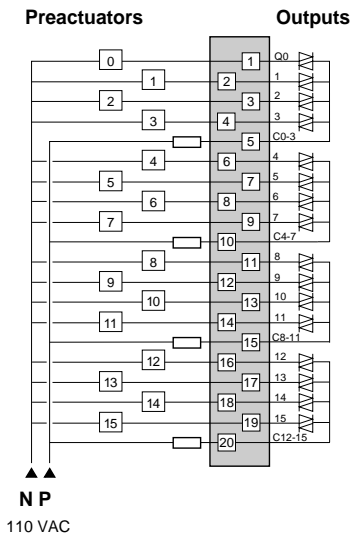 Preactuators Outputs
0 1 Q0
1 2 1
2 3 2
3 4 3
5 C0-3
4 6 4
5 7 5
6 8 6
7 9 7
10 C4-7
8 11 8
9 12 9
10 13 10
11 14 11
15 C8-11
12 16 12
13 17 13
14 18 14
15 19 15
20 C12-15
N P
110 VAC